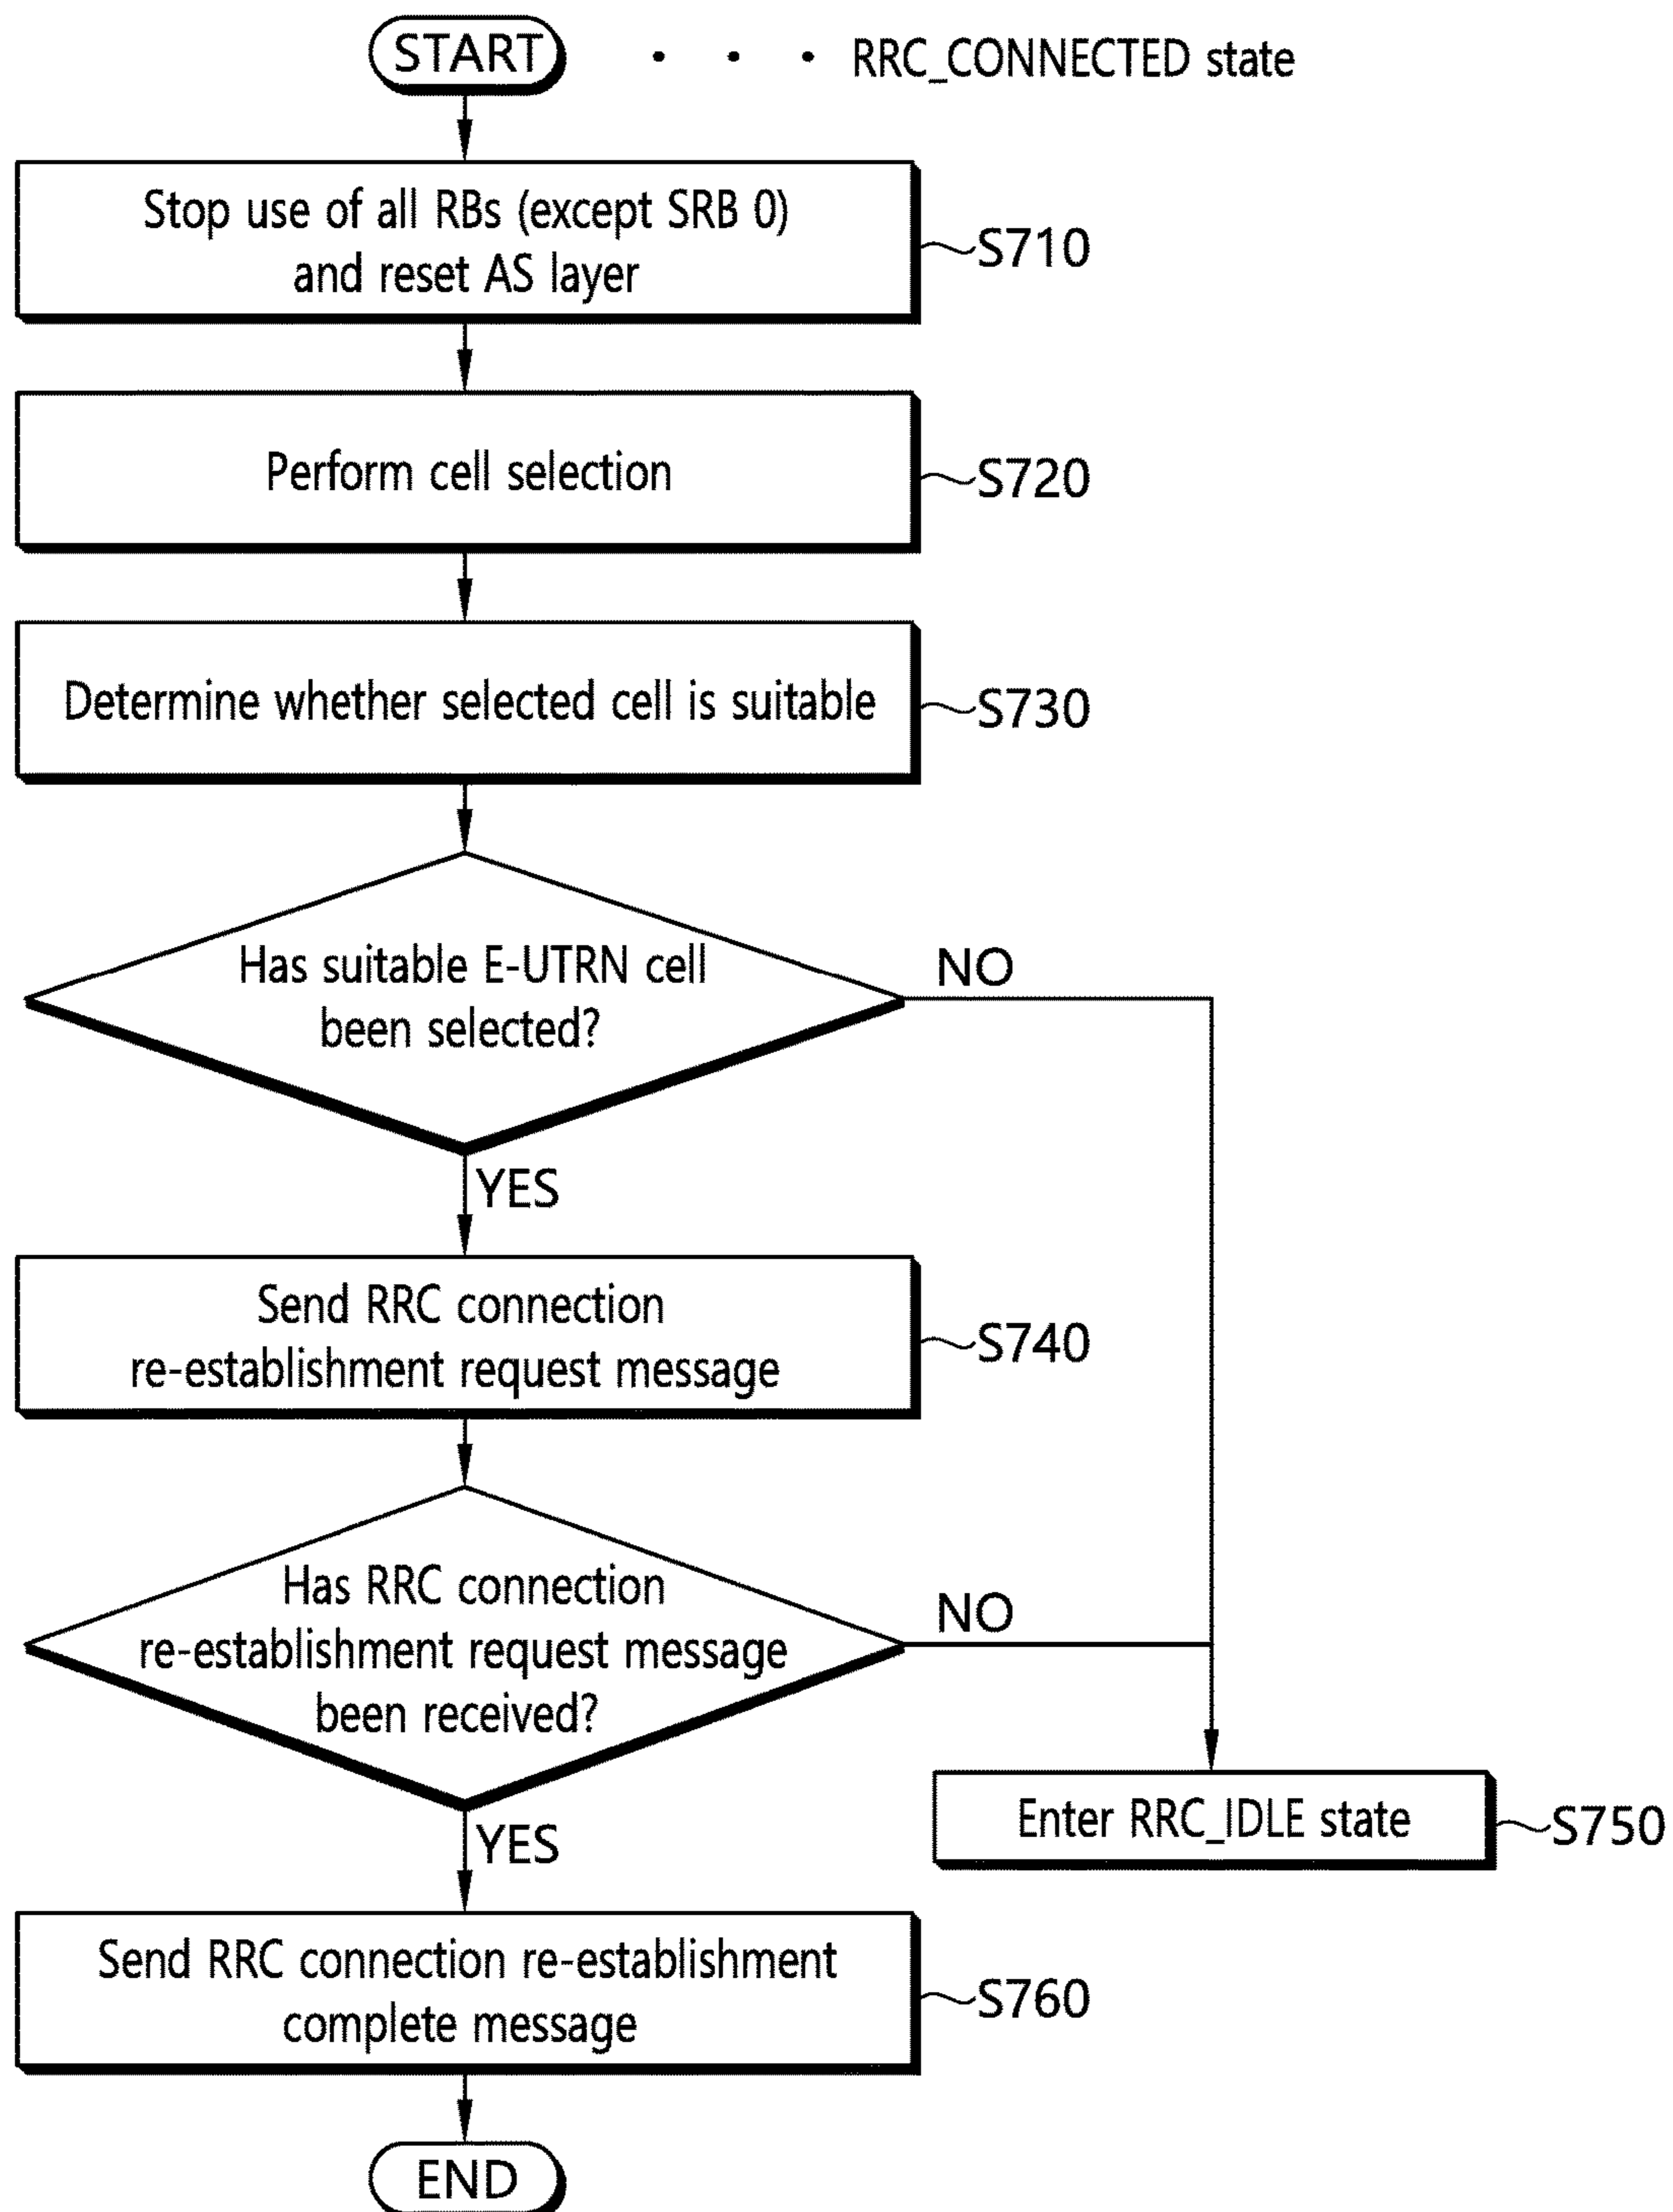 START
RRC_CONNECTED state
Stop use of all RBs (except SRB 0)
and reset AS layer
S710
Perform cell selection
S720
Determine whether selected cell is suitable
S730
Has suitable E-UTRN cell
been selected?
NO
YES
Send RRC connection
re-establishment request message
S740
Has RRC connection
re-establishment request message
been received?
NO
YES
Enter RRC_IDLE state
S750
Send RRC connection re-establishment
complete message
S760
END